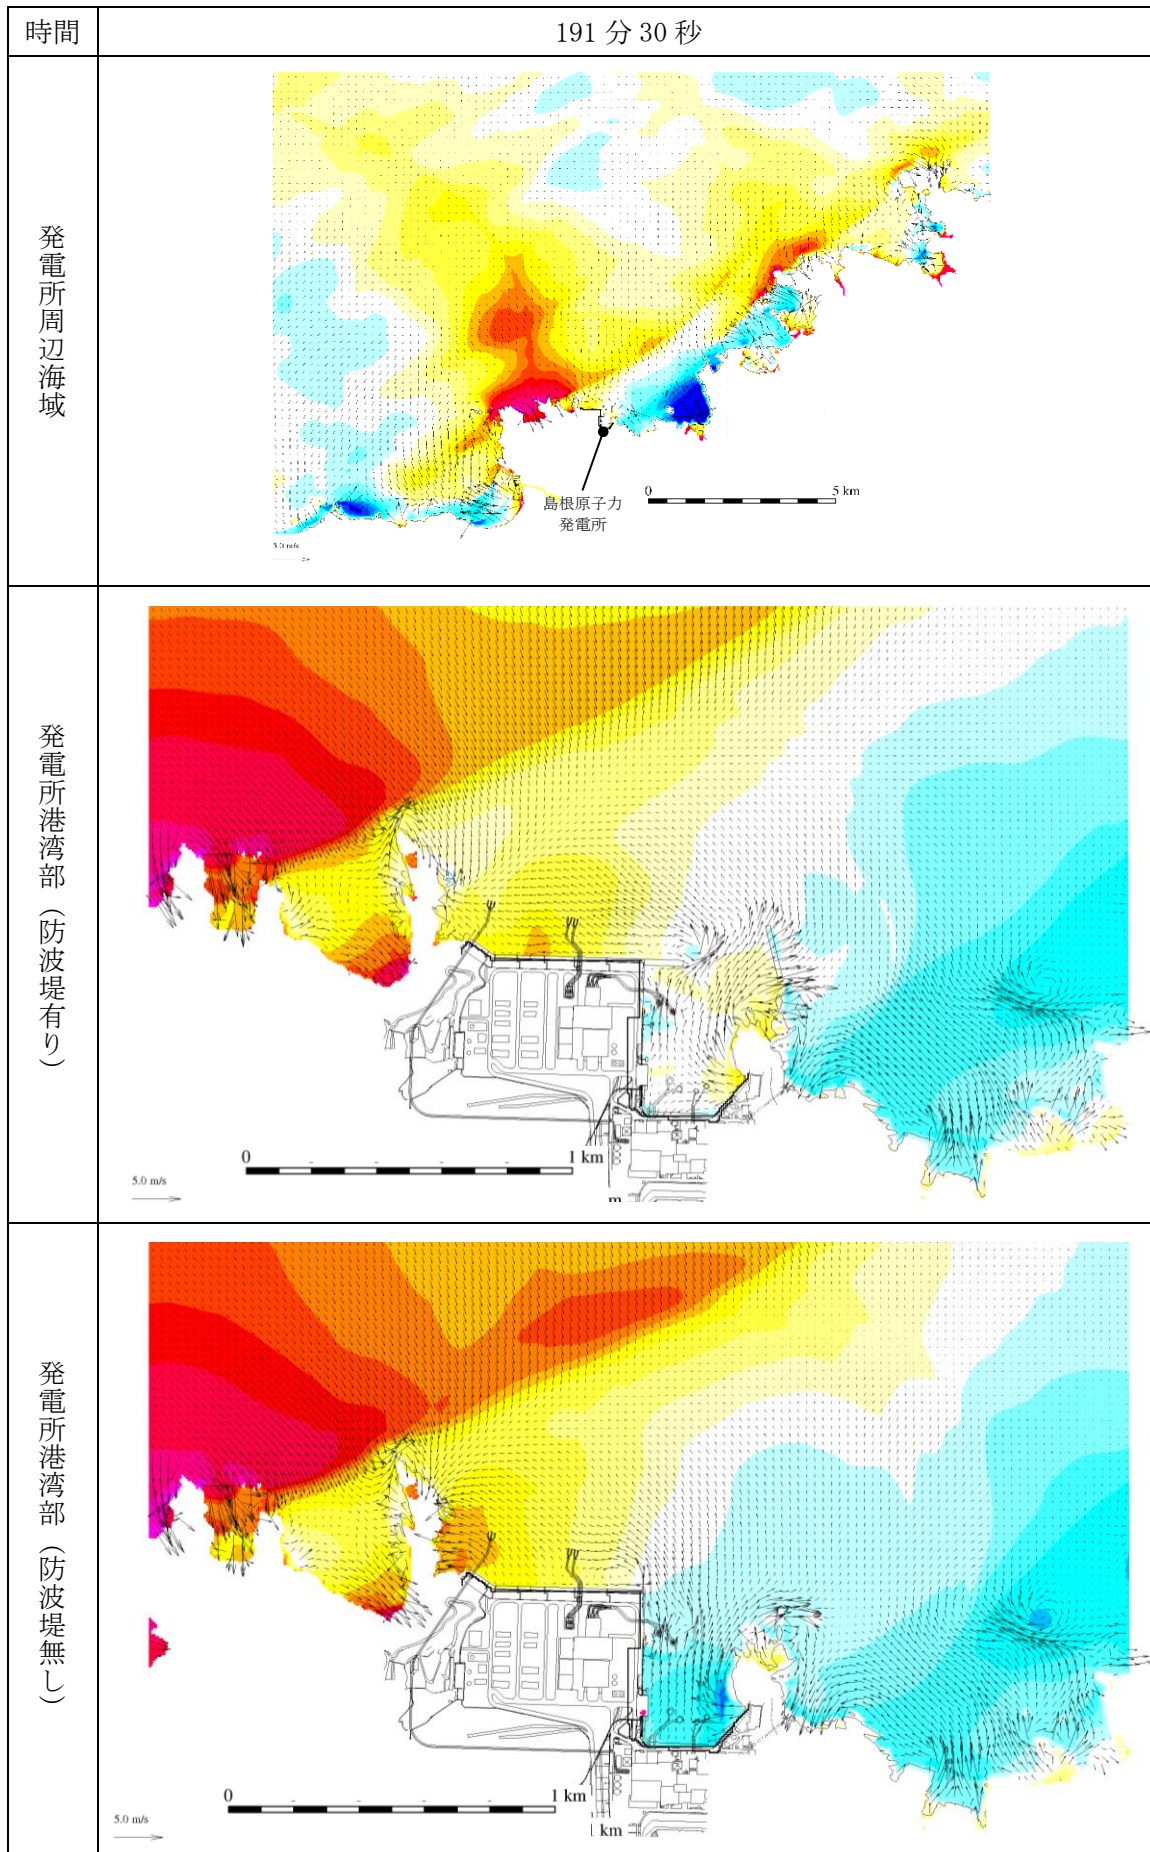 時間
191 分 30 秒
発電所周辺海域
島根原子力
発電所
0
5 km
5.0 m/s
発電所港湾部（防波堤有り）
0
1 km
5.0 m/s
m
発電所港湾部（防波堤無し）
0
1 km
5.0 m/s
1 km